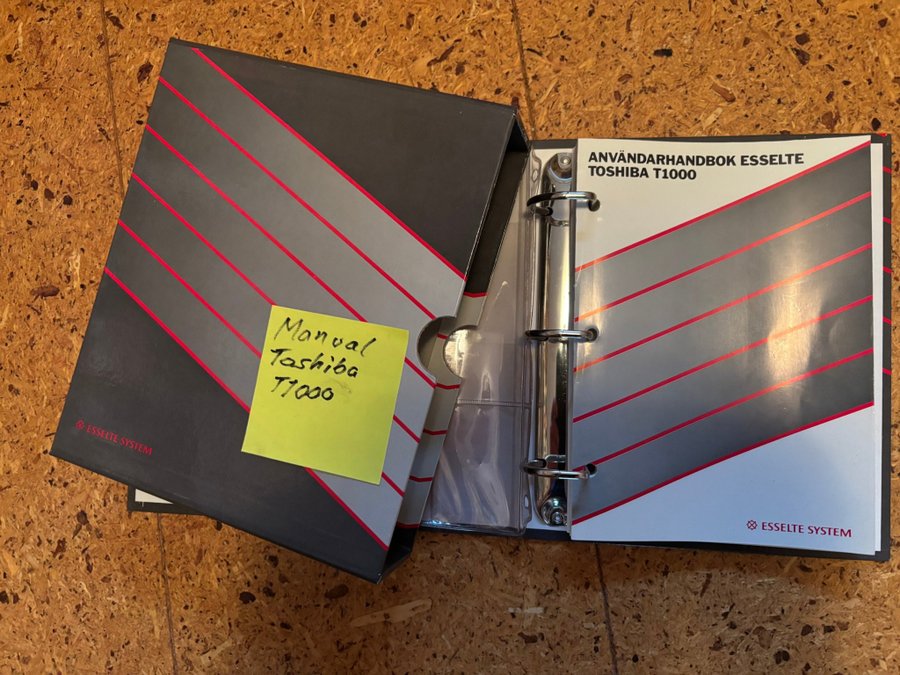 Manual
Toshiba
T1000
ESSELTE SYSTEM
ANVÄNDARHANDBOK ESSELTE
TOSHIBA T1000
ESSELTE SYSTEM